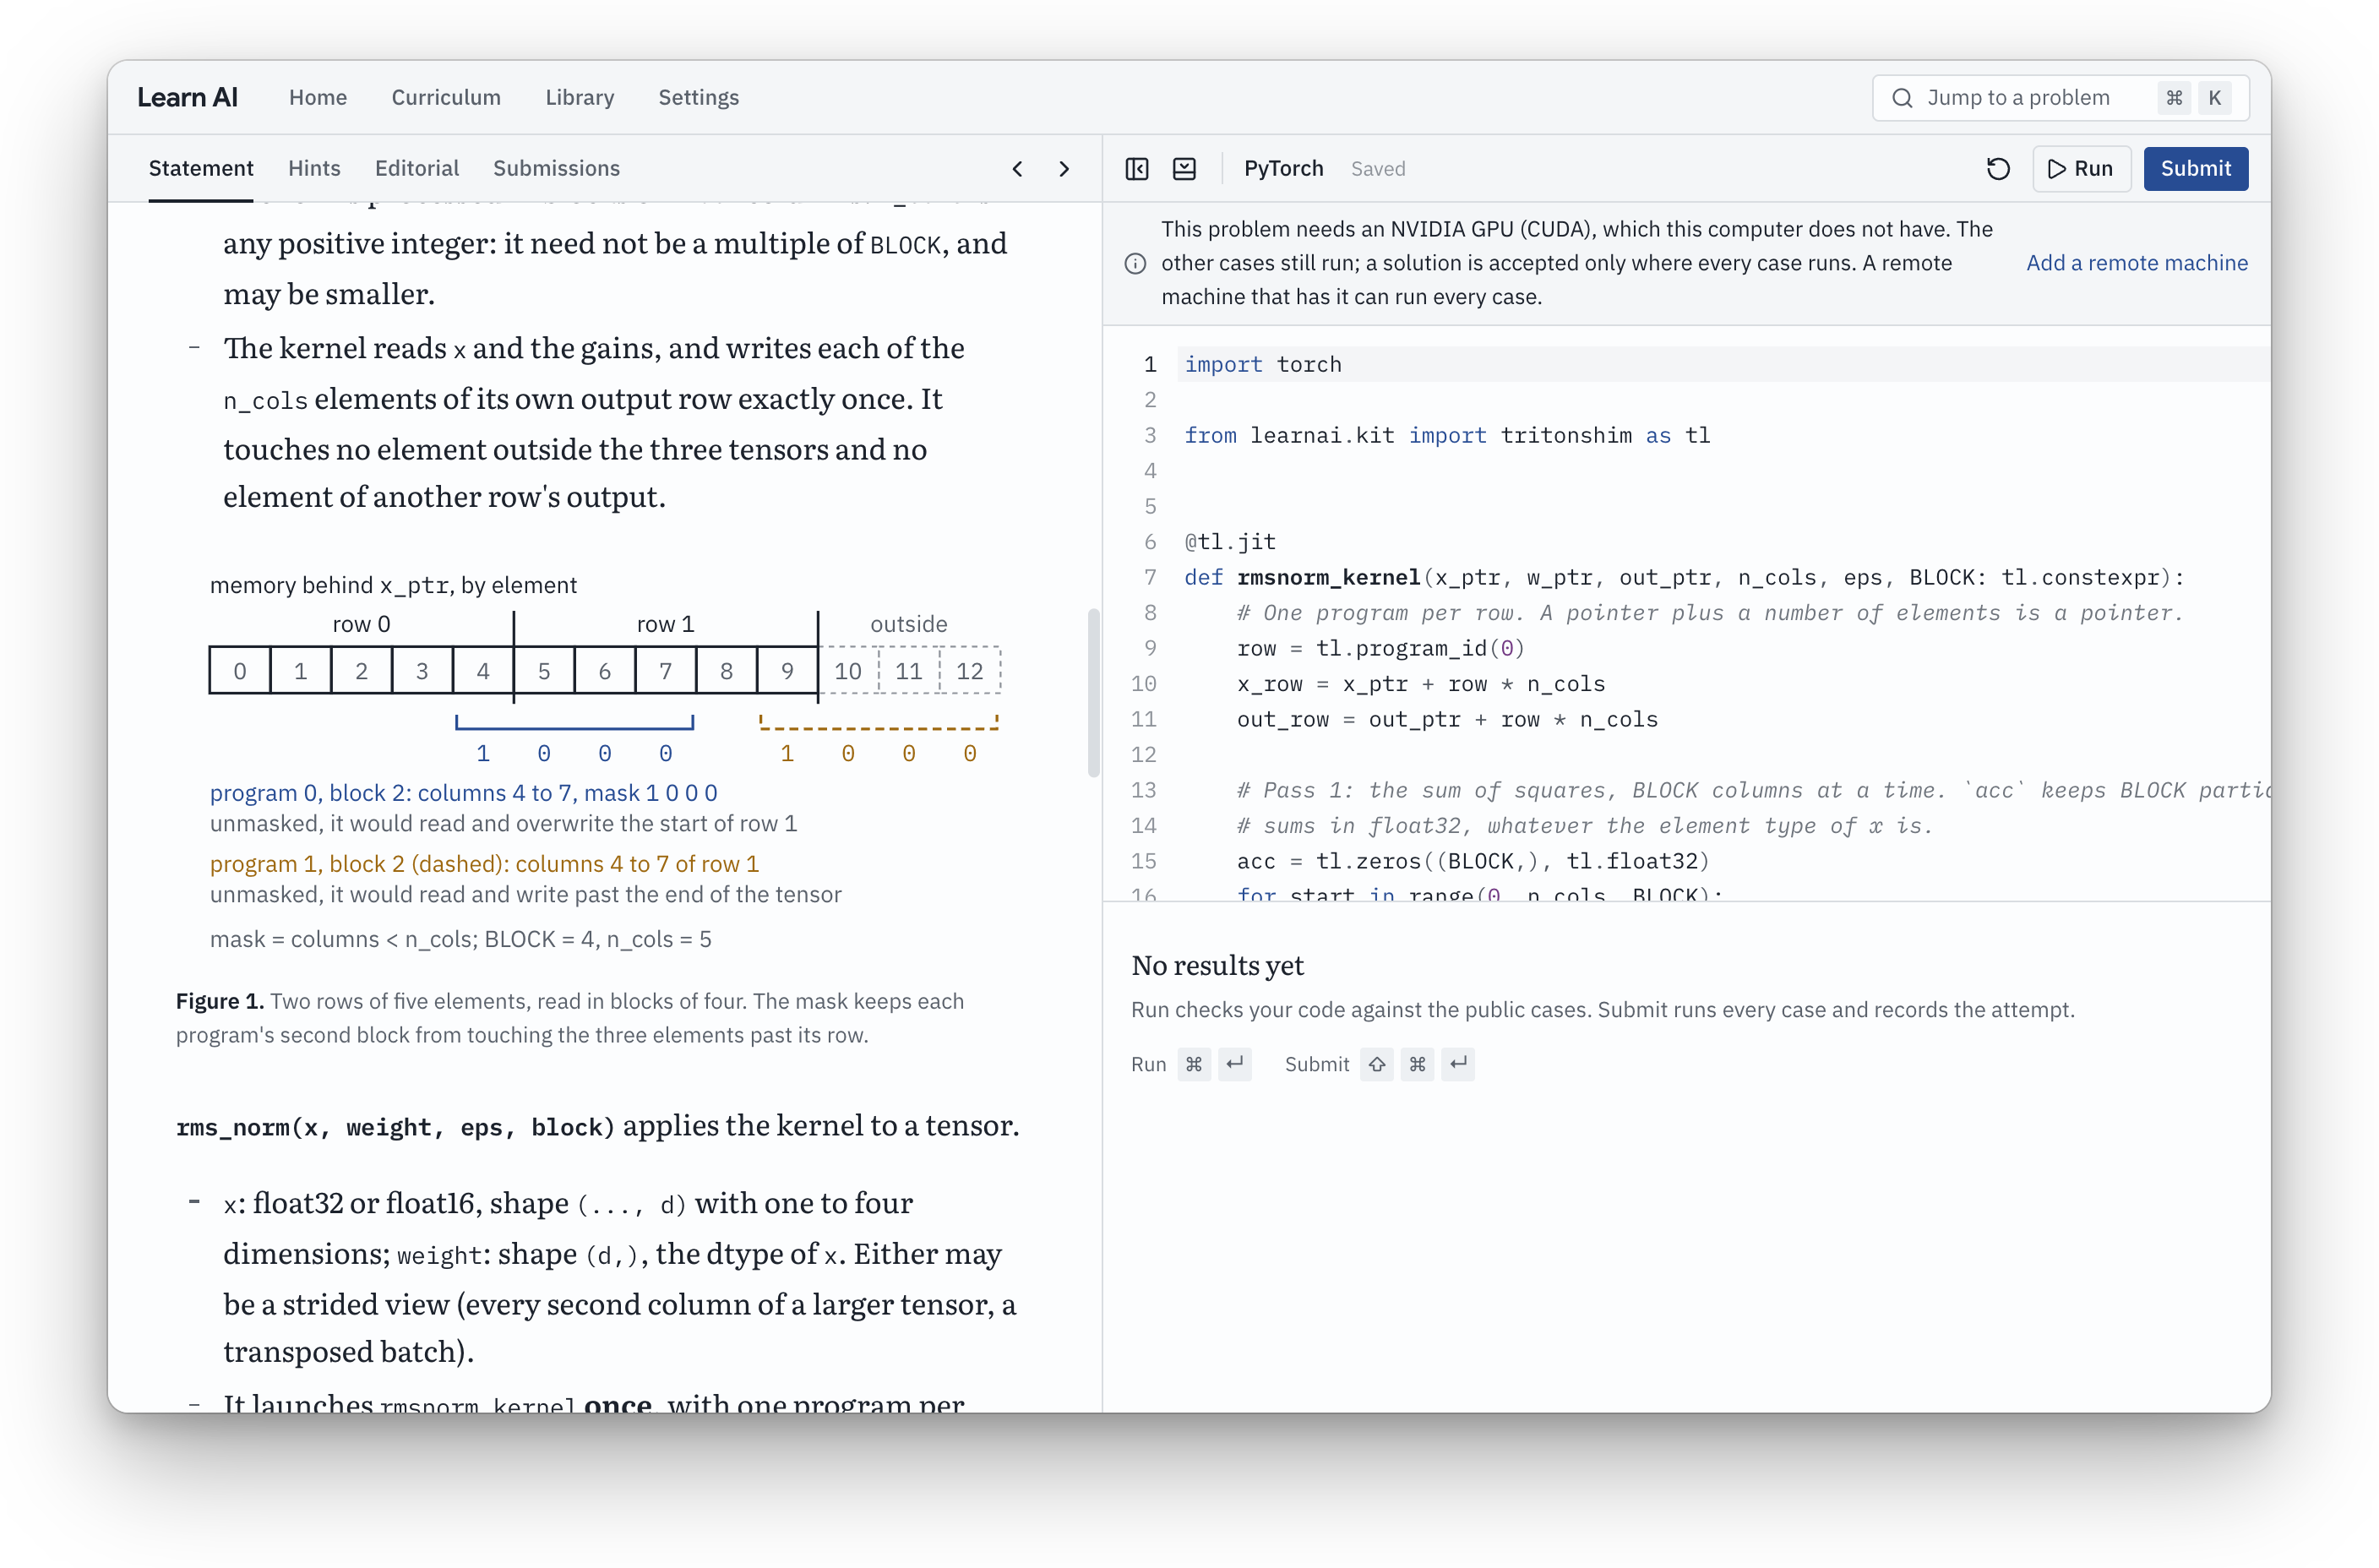 Learn AI
Home
Curriculum
Library
Settings
Jump to a problem
⌘ K
Statement
Hints
Editorial
Submissions
any positive integer: it need not be a multiple of BLOCK, and
may be smaller.
– The kernel reads x and the gains, and writes each of the
n_cols elements of its own output row exactly once. It
touches no element outside the three tensors and no
element of another row's output.
memory behind x_ptr, by element
row 0
row 1
outside
0 1 2 3 4 5 6 7 8 9 10 11 12
1 0 0 0
1 0 0 0
program 0, block 2: columns 4 to 7, mask 1 0 0 0
unmasked, it would read and overwrite the start of row 1
program 1, block 2 (dashed): columns 4 to 7 of row 1
unmasked, it would read and write past the end of the tensor
mask = columns < n_cols; BLOCK = 4, n_cols = 5
Figure 1. Two rows of five elements, read in blocks of four. The mask keeps each
program's second block from touching the three elements past its row.
rms_norm(x, weight, eps, block) applies the kernel to a tensor.
- x: float32 or float16, shape (..., d) with one to four
dimensions; weight: shape (d,), the dtype of x. Either may
be a strided view (every second column of a larger tensor, a
transposed batch).
– It launches rmsnorm_kernel once, with one program per
PyTorch
Saved
Run
Submit
This problem needs an NVIDIA GPU (CUDA), which this computer does not have. The
other cases still run; a solution is accepted only where every case runs. A remote
machine that has it can run every case.
Add a remote machine
1 import torch
2
3 from learnai.kit import tritonshim as tl
4
5
6 @tl.jit
7 def rmsnorm_kernel(x_ptr, w_ptr, out_ptr, n_cols, eps, BLOCK: tl.constexpr):
8 # One program per row. A pointer plus a number of elements is a pointer.
9 row = tl.program_id(0)
10 x_row = x_ptr + row * n_cols
11 out_row = out_ptr + row * n_cols
12
13 # Pass 1: the sum of squares, BLOCK columns at a time. `acc` keeps BLOCK partia
14 # sums in float32, whatever the element type of x is.
15 acc = tl.zeros((BLOCK,), tl.float32)
16 for start in range(0, n_cols, BLOCK):
No results yet
Run checks your code against the public cases. Submit runs every case and records the attempt.
Run ⌘ ↵ Submit ⇧ ⌘ ↵